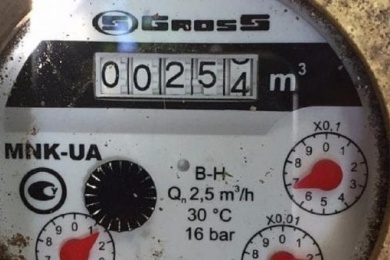 GROSS
00254 m³
X0,1
MNK-UA
B-H
Qn 2,5 m³/h
30 °C
16 bar
X0,01